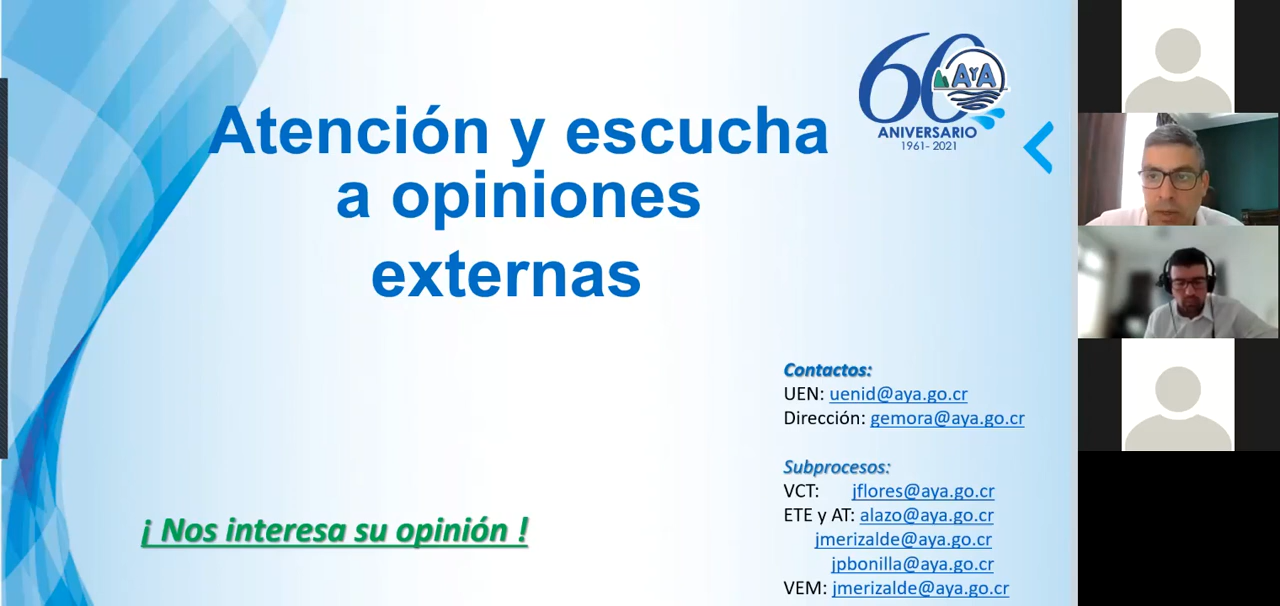 60
AyA
ANIVERSARIO
1961- 2021
Atención y escucha
a opiniones
externas
Contactos:
UEN: uenid@aya.go.cr
Dirección: gemora@aya.go.cr
Subprocesos:
VCT: jflores@aya.go.cr
ETE y AT: alazo@aya.go.cr
jmerizalde@aya.go.cr
jpbonilla@aya.go.cr
VEM: jmerizalde@aya.go.cr
¡ Nos interesa su opinión !